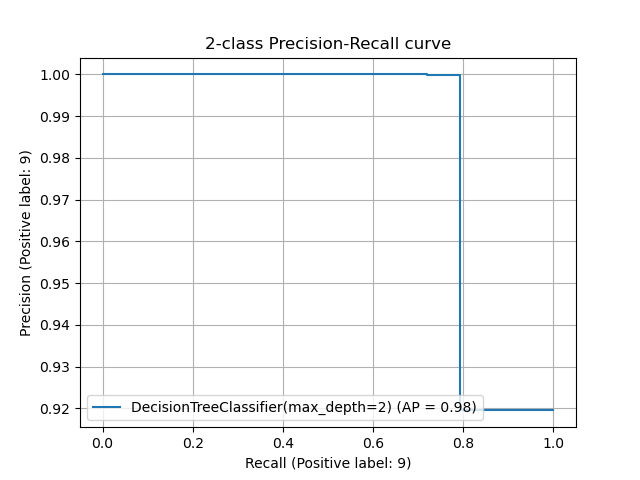 2-class Precision-Recall curve
Precision (Positive label: 9)
1.00
0.99
0.98
0.97
0.96
0.95
0.94
0.93
0.92
DecisionTreeClassifier(max_depth=2) (AP = 0.98)
0.0 0.2 0.4 0.6 0.8 1.0
Recall (Positive label: 9)